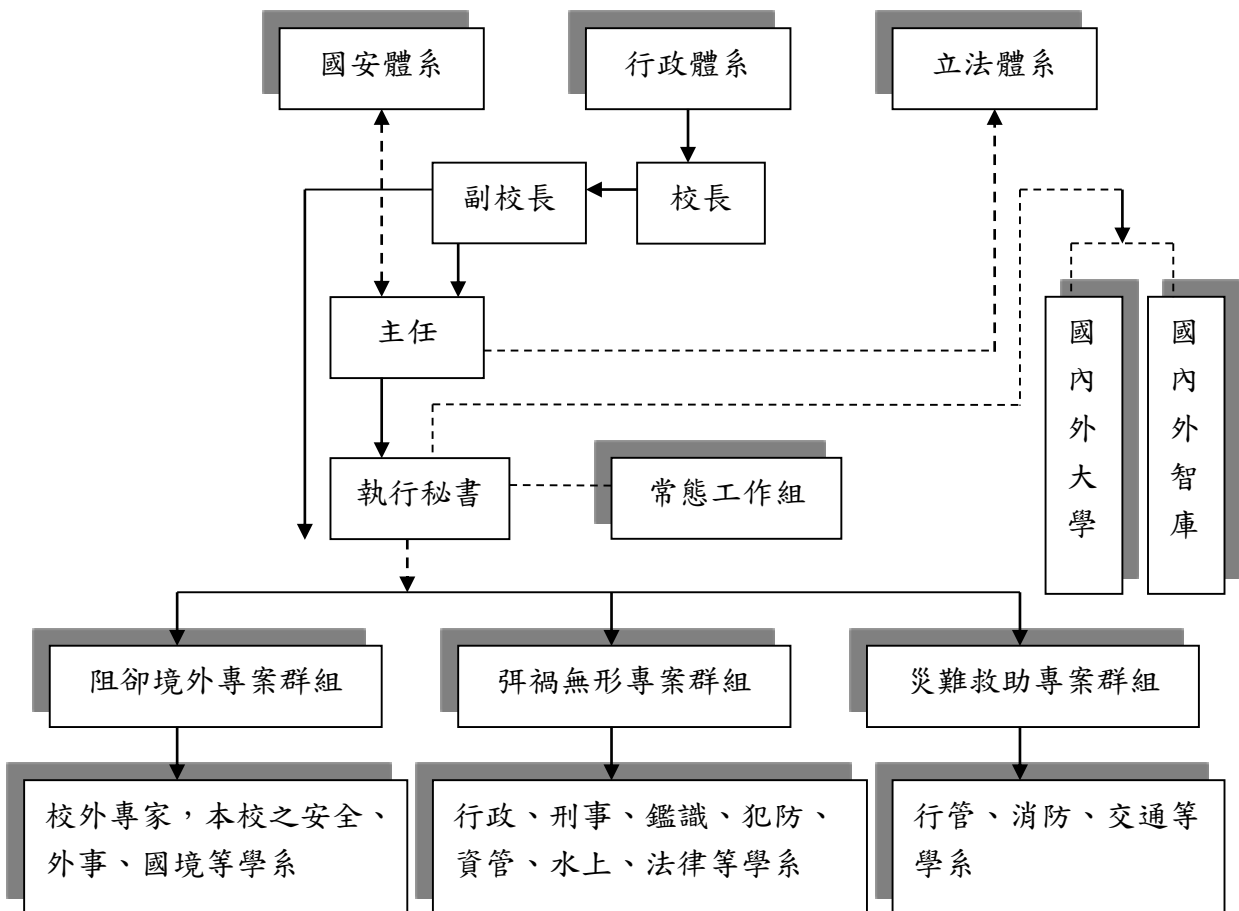 國安體系
行政體系
立法體系
副校長
校長
主任
國內外大學
國內外智庫
執行秘書
常態工作組
阻卻境外專案群組
弭禍無形專案群組
災難救助專案群組
校外專家，本校之安全、
外事、國境等學系
行政、刑事、鑑識、犯防、
資管、水上、法律等學系
行管、消防、交通等
學系